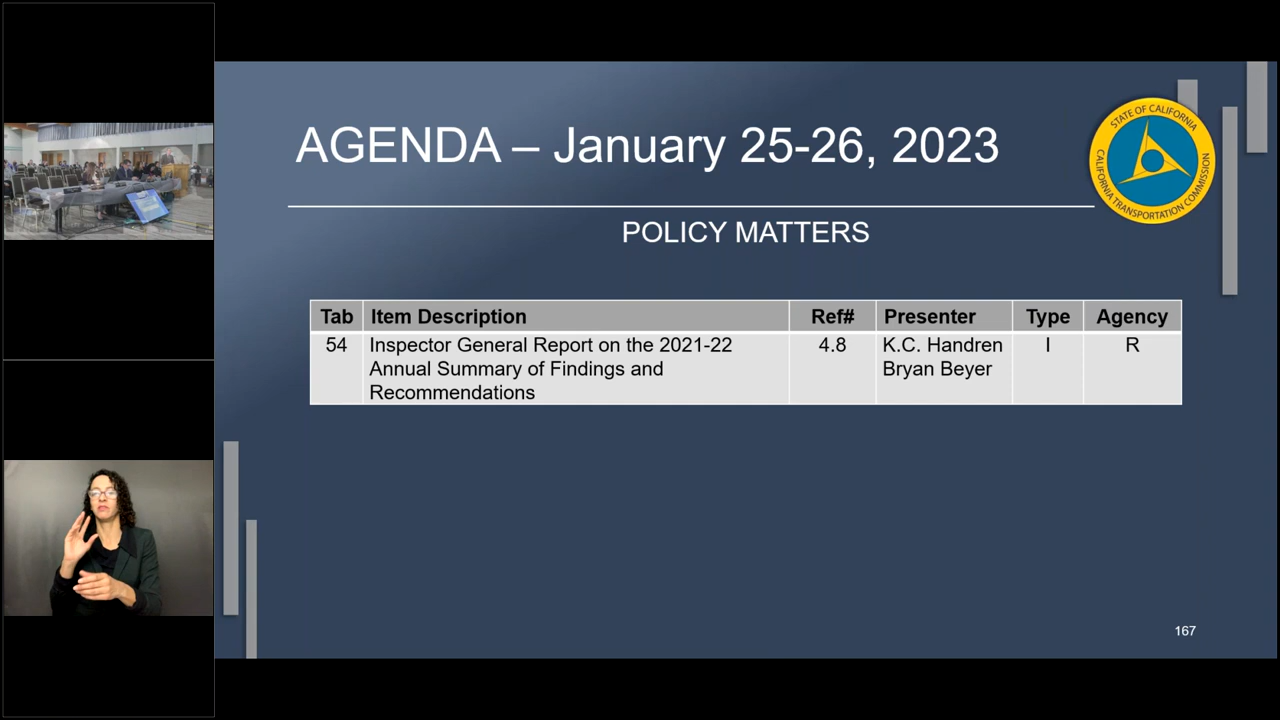 AGENDA – January 25-26, 2023
STATE OF CALIFORNIA
CALIFORNIA TRANSPORTATION COMMISSION
POLICY MATTERS
Tab Item Description Ref# Presenter Type Agency
54 Inspector General Report on the 2021-22 4.8 K.C. Handren I R
Annual Summary of Findings and Bryan Beyer
Recommendations
167